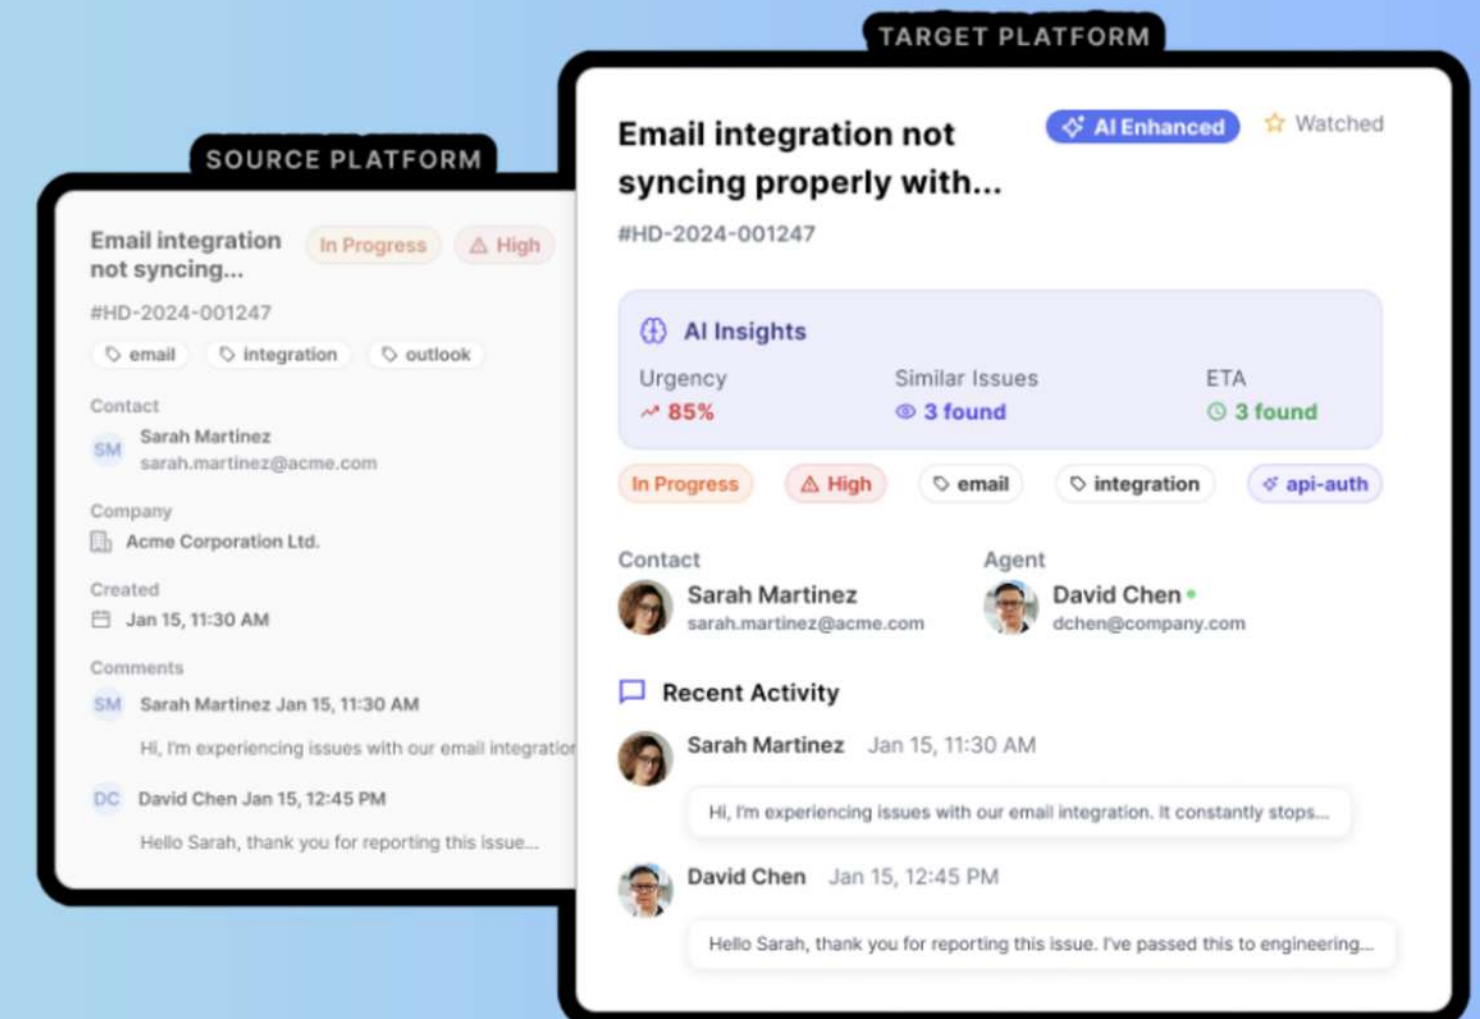 SOURCE PLATFORM
Email integration
not syncing...
In Progress
High
#HD-2024-001247
email
integration
outlook
Contact
SM
Sarah Martinez
sarah.martinez@acme.com
Company
Acme Corporation Ltd.
Created
Jan 15, 11:30 AM
Comments
SM
Sarah Martinez Jan 15, 11:30 AM
Hi, I'm experiencing issues with our email integration
DC
David Chen Jan 15, 12:45 PM
Hello Sarah, thank you for reporting this issue...
TARGET PLATFORM
Email integration not
syncing properly with...
AI Enhanced
Watched
#HD-2024-001247
AI Insights
Urgency
85%
Similar Issues
3 found
ETA
3 found
In Progress
High
email
integration
api-auth
Contact
Sarah Martinez
sarah.martinez@acme.com
Agent
David Chen
dchen@company.com
Recent Activity
Sarah Martinez Jan 15, 11:30 AM
Hi, I'm experiencing issues with our email integration. It constantly stops...
David Chen Jan 15, 12:45 PM
Hello Sarah, thank you for reporting this issue. I've passed this to engineering...